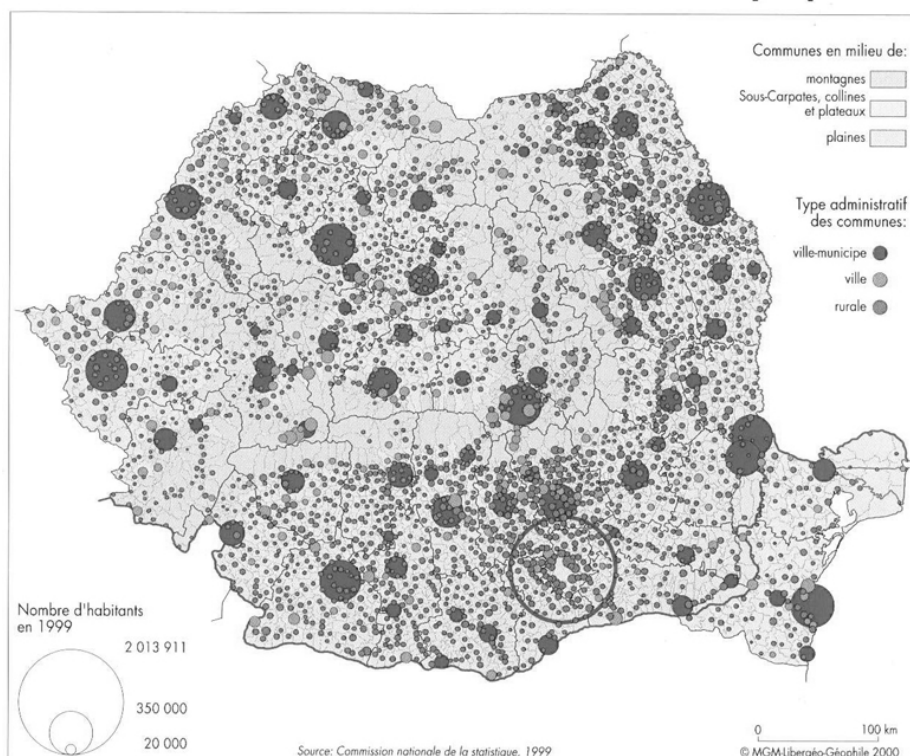 Communes en milieu de:
montagnes
Sous-Carpates, collines
et plateaux
plaines
Type administratif
des communes:
ville-municipe
ville
rurale
Nombre d'habitants
en 1999
2 013 911
350 000
20 000
0 100 km
Source: Commission nationale de la statistique, 1999
© MGM-Libergéo-Géophile 2000